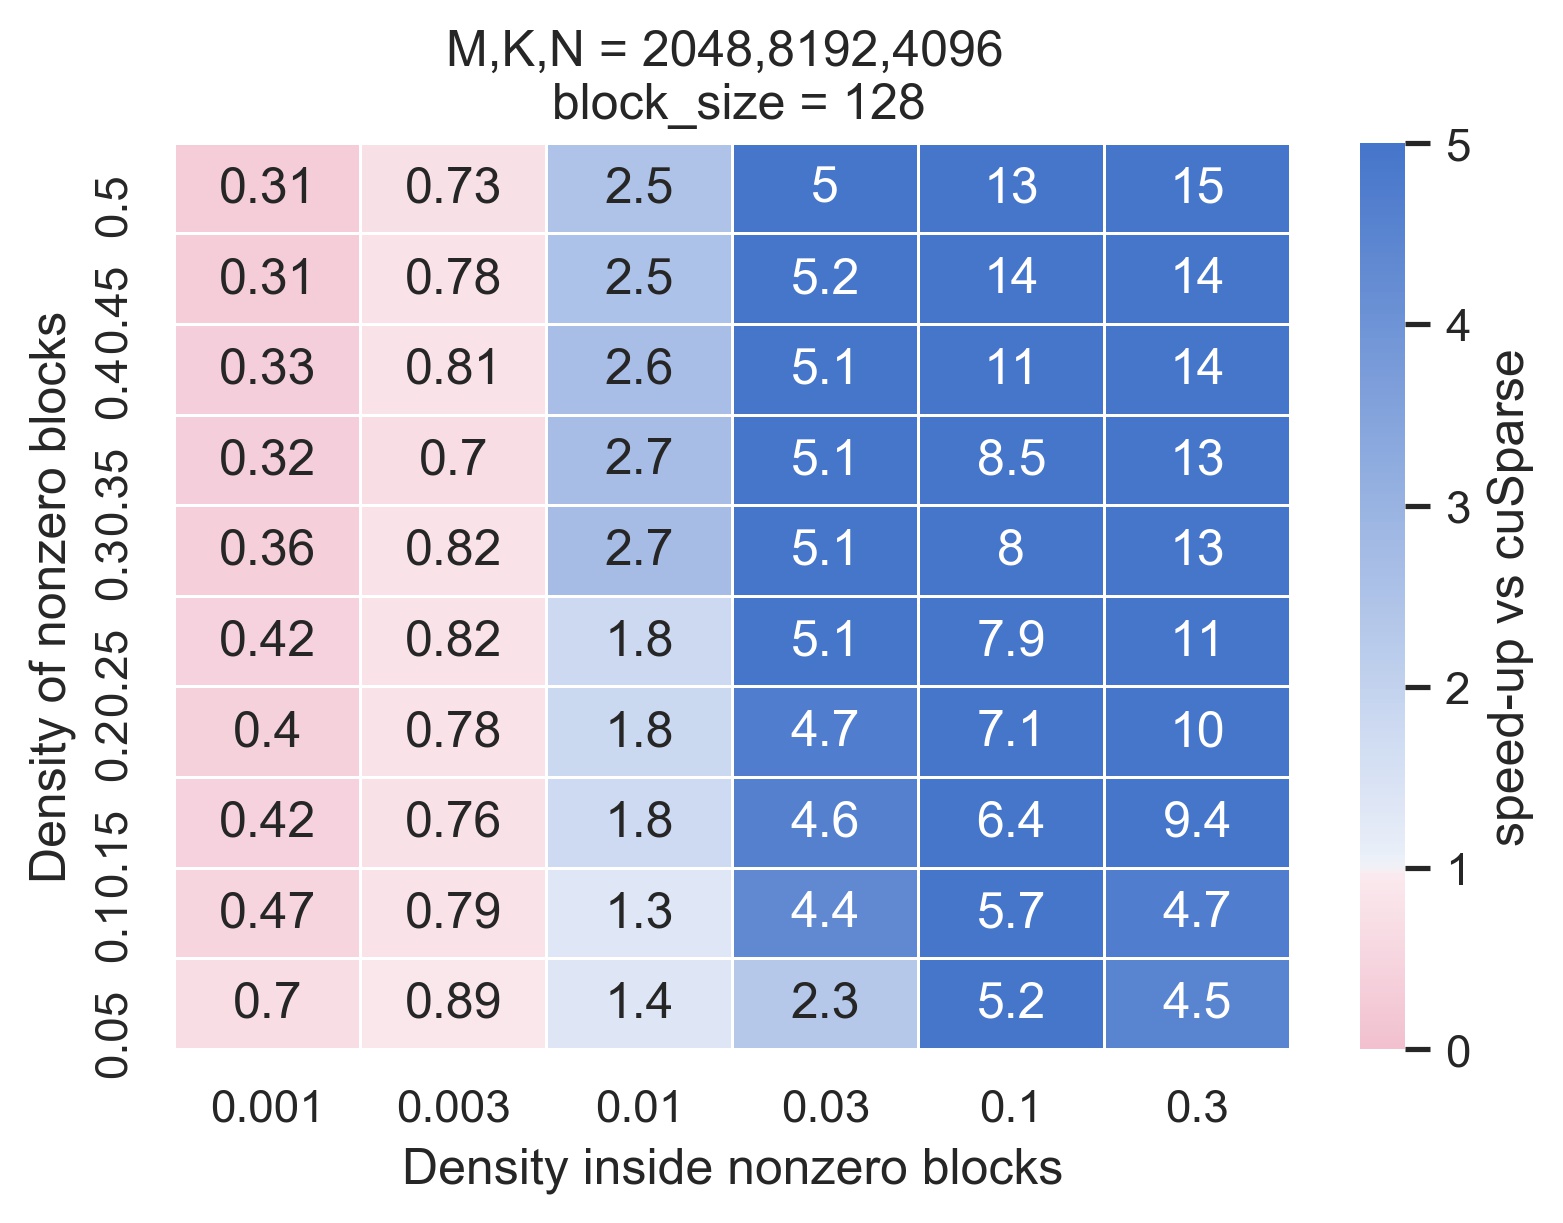 M,K,N = 2048,8192,4096
block_size = 128
Density of nonzero blocks
0.5 0.31 0.73 2.5 5 13 15
0.45 0.31 0.78 2.5 5.2 14 14
0.4 0.33 0.81 2.6 5.1 11 14
0.35 0.32 0.7 2.7 5.1 8.5 13
0.3 0.36 0.82 2.7 5.1 8 13
0.25 0.42 0.82 1.8 5.1 7.9 11
0.2 0.4 0.78 1.8 4.7 7.1 10
0.15 0.42 0.76 1.8 4.6 6.4 9.4
0.1 0.47 0.79 1.3 4.4 5.7 4.7
0.05 0.7 0.89 1.4 2.3 5.2 4.5
0.001 0.003 0.01 0.03 0.1 0.3
Density inside nonzero blocks
5
4
3
2
1
0
speed-up vs cuSparse